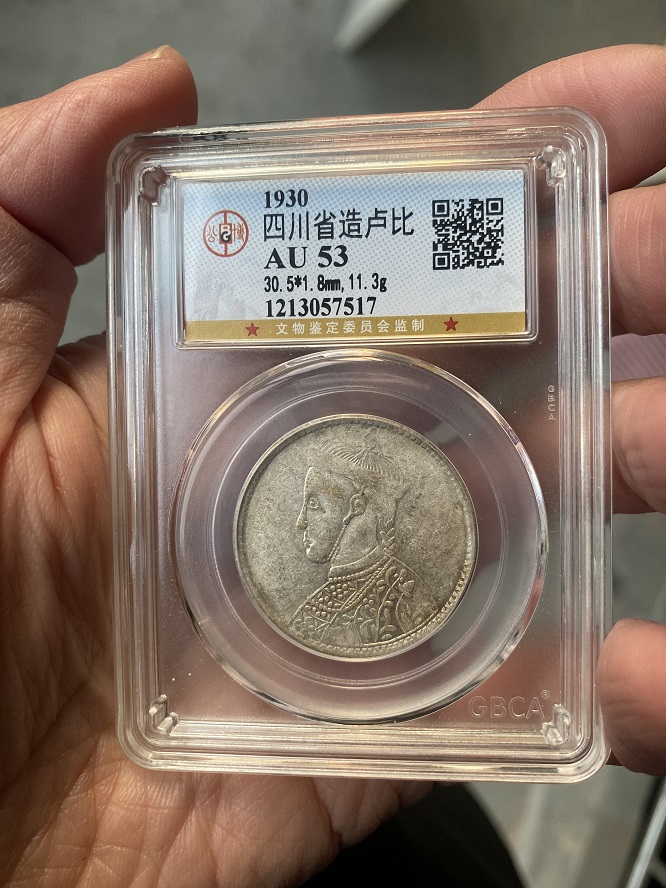 1930
四川省造卢比
AU 53
30.5*1.8mm,11.3g
1213057517
文物鉴定委员会监制
GBCA
GBCA®